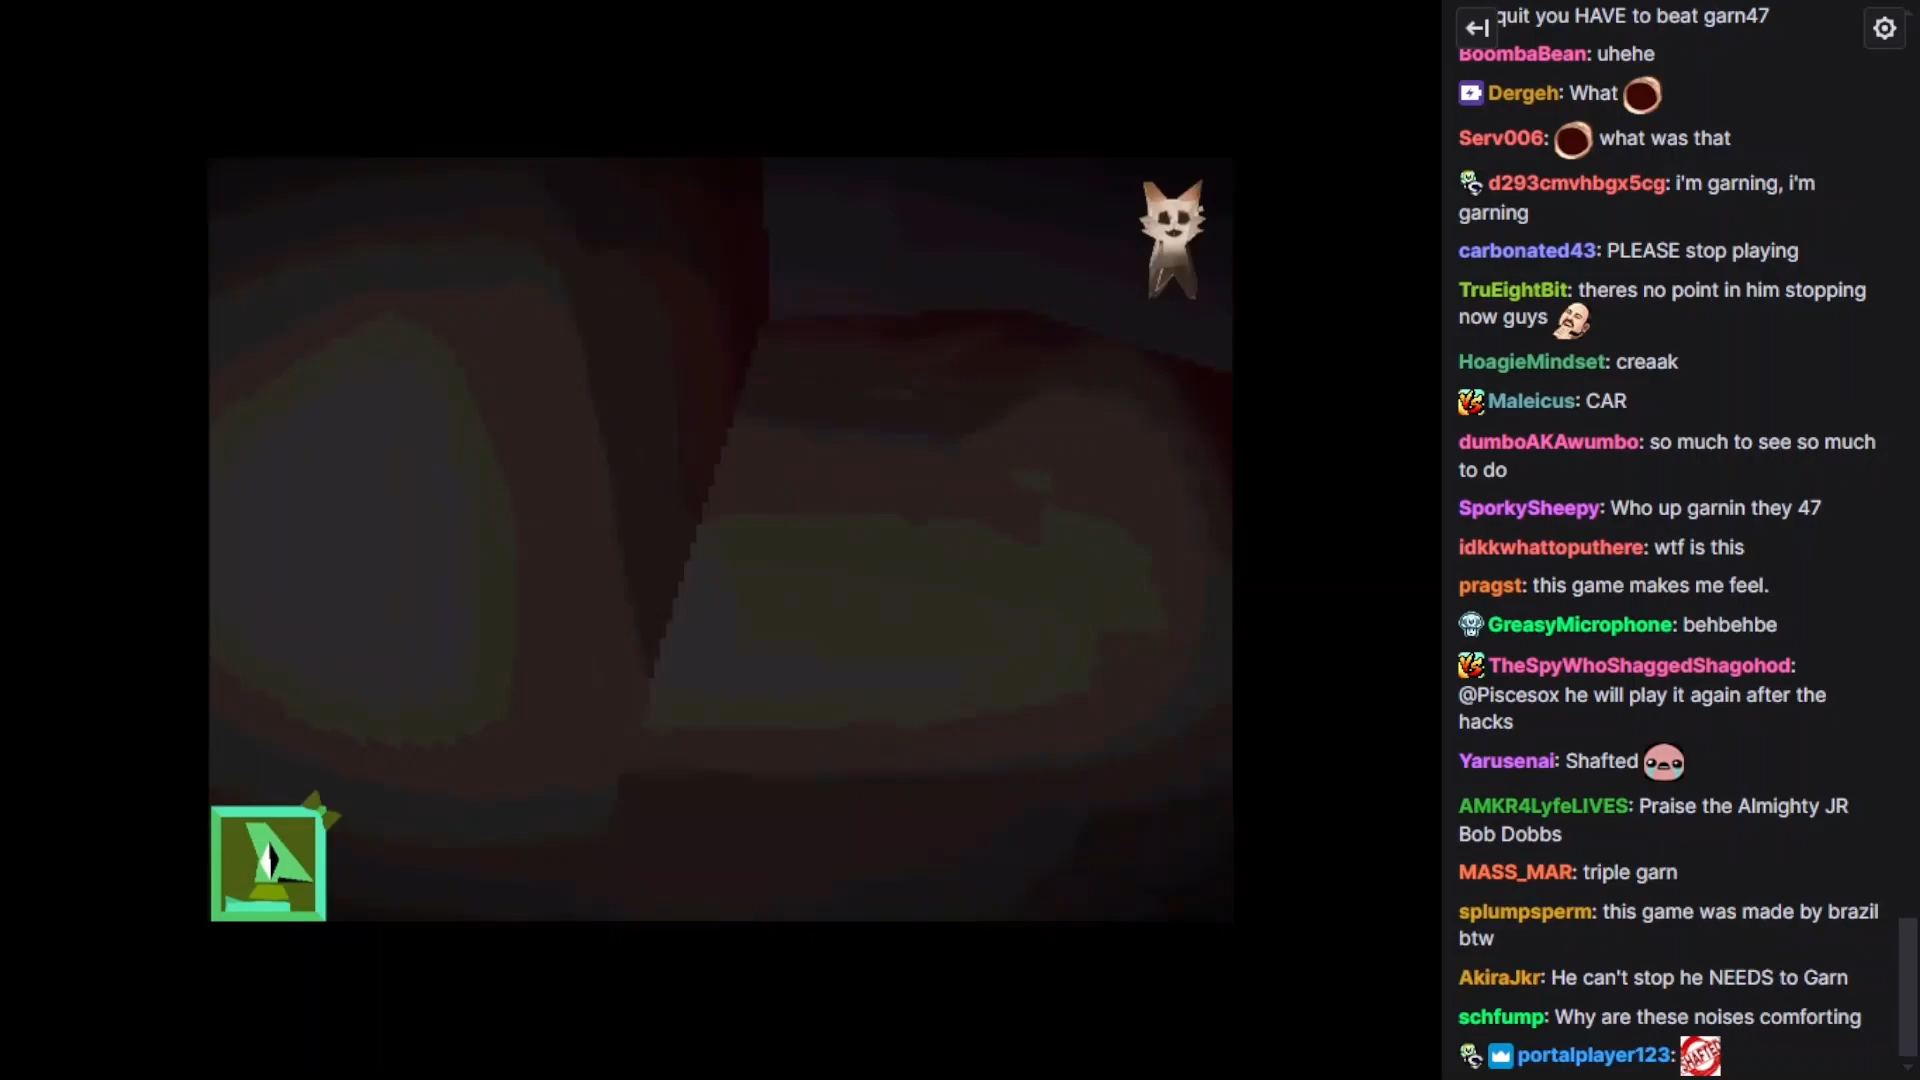 quit you HAVE to beat garn47
BoombaBean: uhehe
Dergeh: What
Serv006: what was that
d293cmvhbgx5cg: i'm garning, i'm
garning
carbonated43: PLEASE stop playing
TruEightBit: theres no point in him stopping
now guys
HoagieMindset: creaak
Maleicus: CAR
dumboAKAwumbo: so much to see so much
to do
SporkySheepy: Who up garnin they 47
idkkwhattoputhere: wtf is this
pragst: this game makes me feel.
GreasyMicrophone: behbehbe
TheSpyWhoShaggedShagohod:
@Piscesox he will play it again after the
hacks
Yarusenai: Shafted
AMKR4LyfeLIVES: Praise the Almighty JR
Bob Dobbs
MASS_MAR: triple garn
splumpsperm: this game was made by brazil
btw
AkiraJkr: He can't stop he NEEDS to Garn
schfump: Why are these noises comforting
portalplayer123: SHAFTED